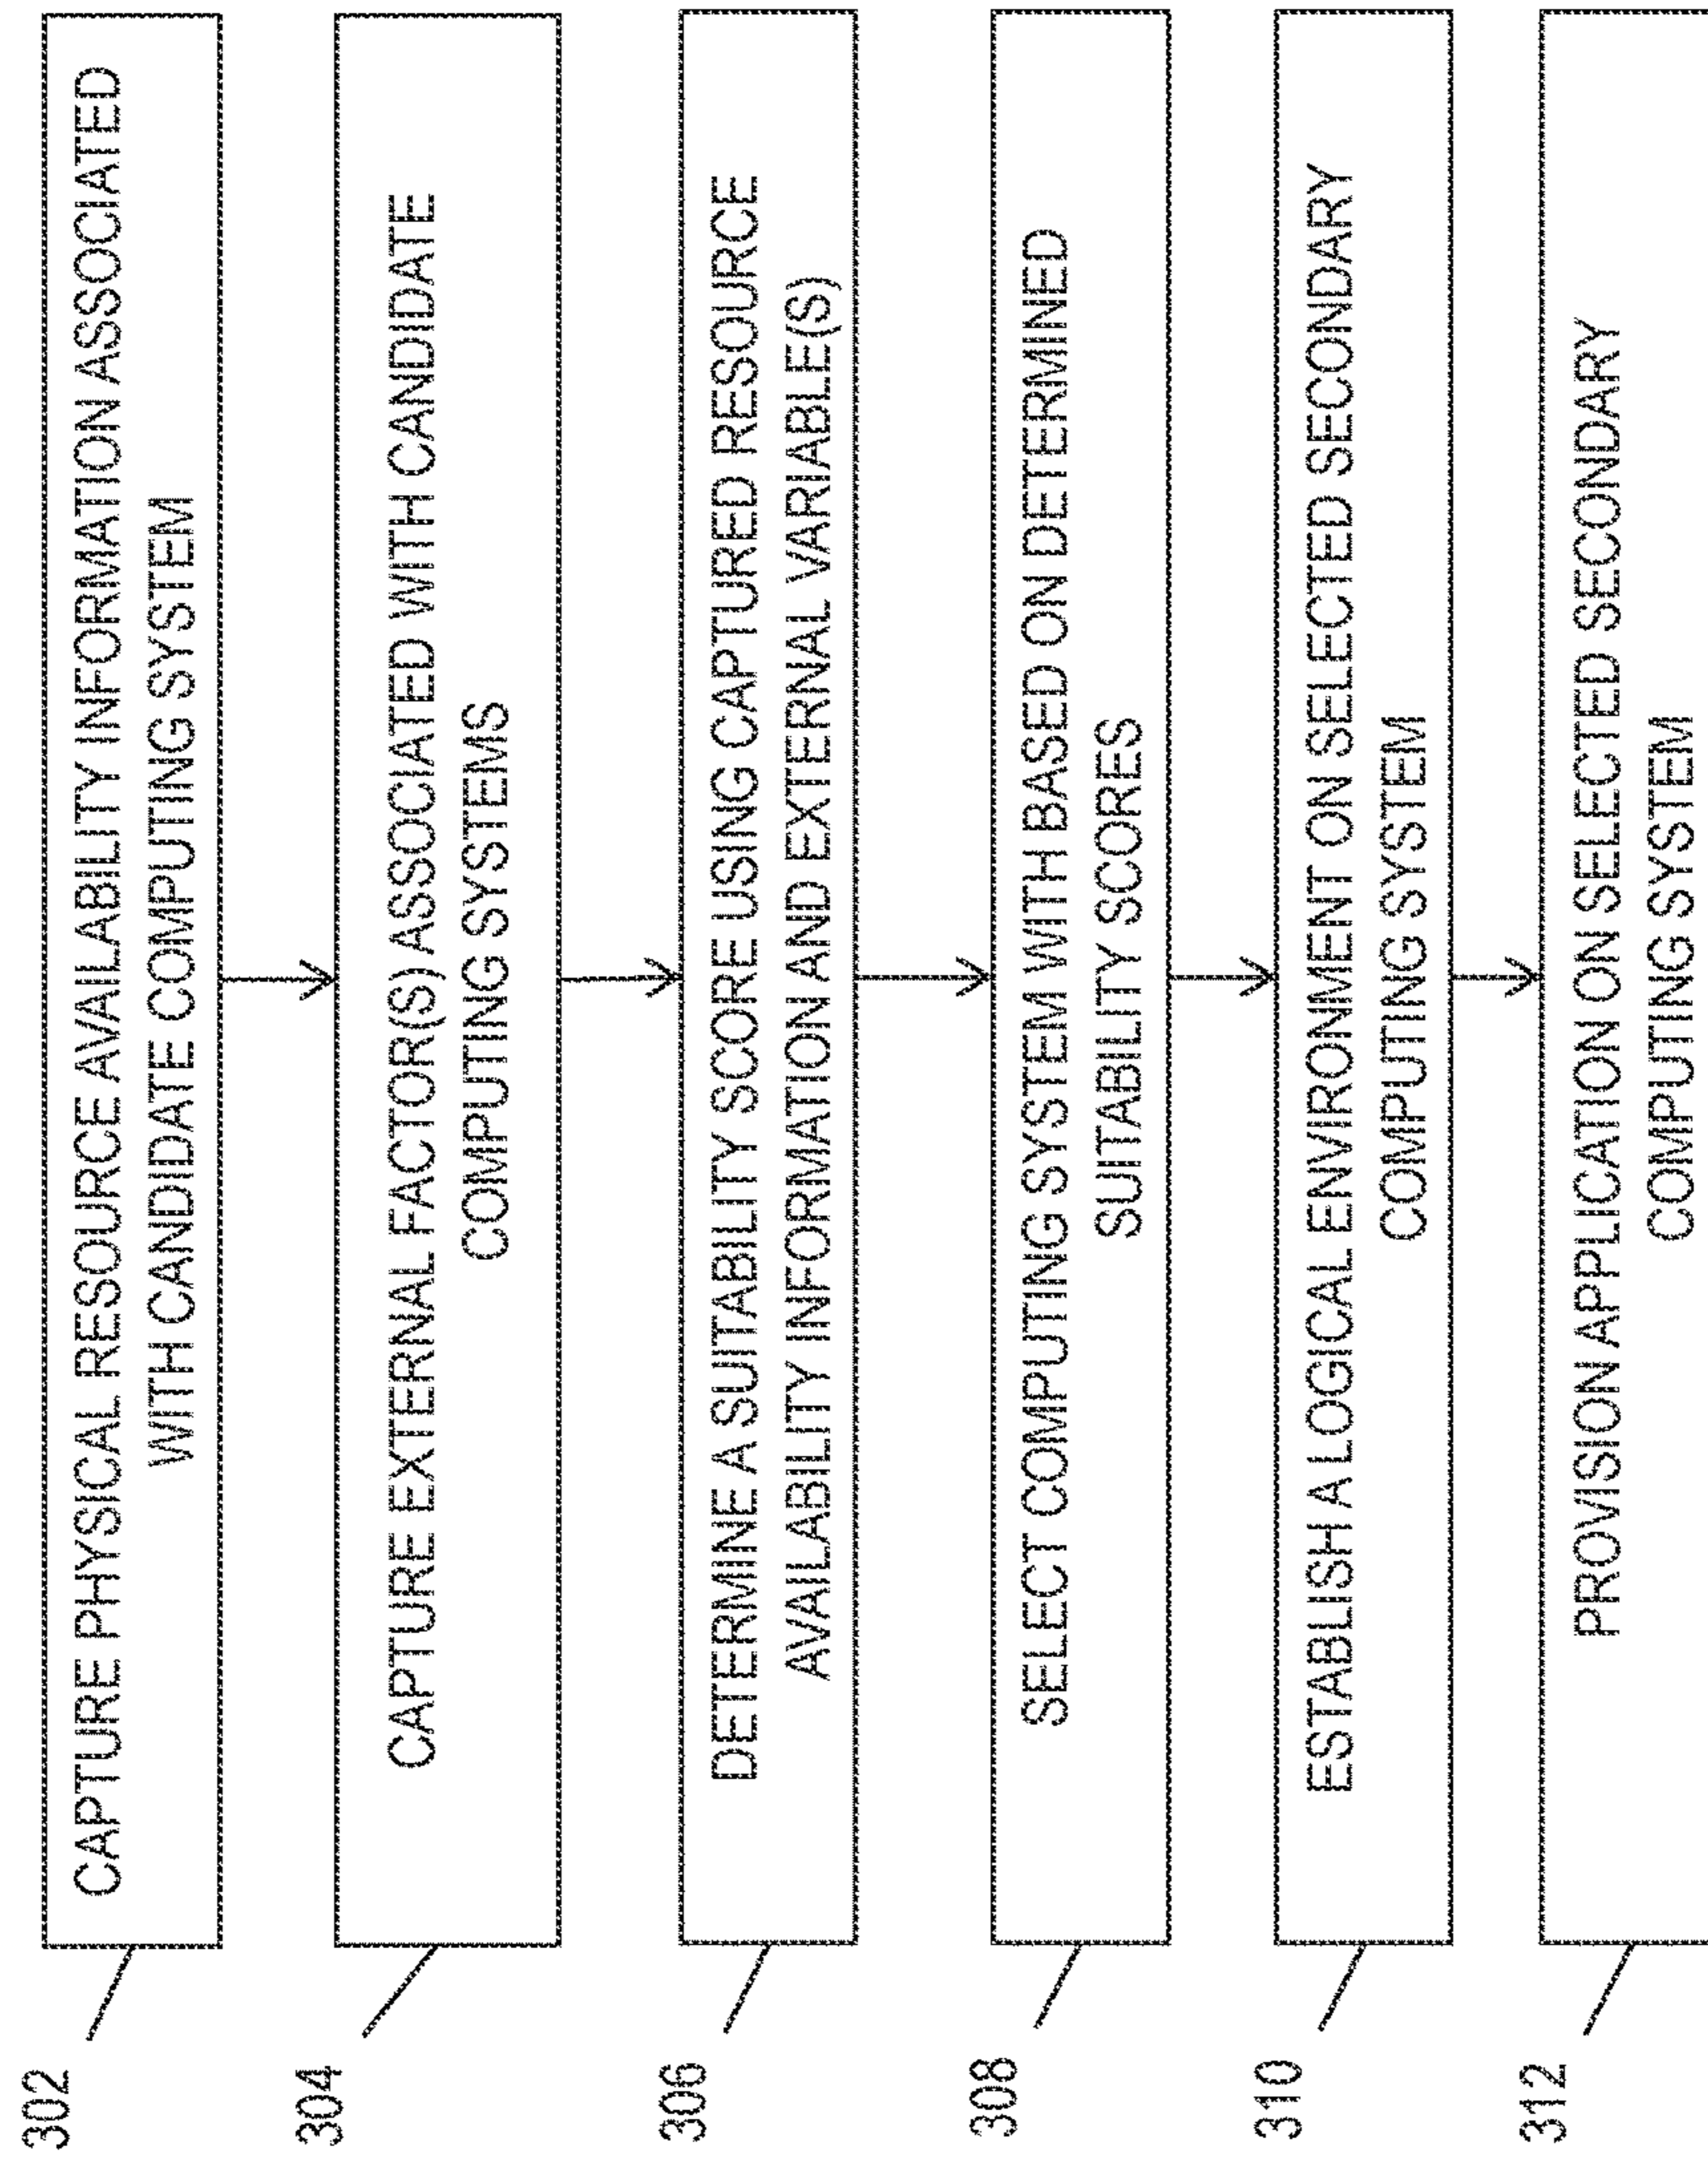 302
CAPTURE PHYSICAL RESOURCE AVAILABILITY INFORMATION ASSOCIATED
WITH CANDIDATE COMPUTING SYSTEM
304
CAPTURE EXTERNAL FACTOR(S) ASSOCIATED WITH CANDIDATE
COMPUTING SYSTEMS
306
DETERMINE A SUITABILITY SCORE USING CAPTURED RESOURCE
AVAILABILITY INFORMATION AND EXTERNAL VARIABLE(S)
308
SELECT COMPUTING SYSTEM WITH BASED ON DETERMINED
SUITABILITY SCORES
310
ESTABLISH A LOGICAL ENVIRONMENT ON SELECTED SECONDARY
COMPUTING SYSTEM
312
PROVISION APPLICATION ON SELECTED SECONDARY
COMPUTING SYSTEM